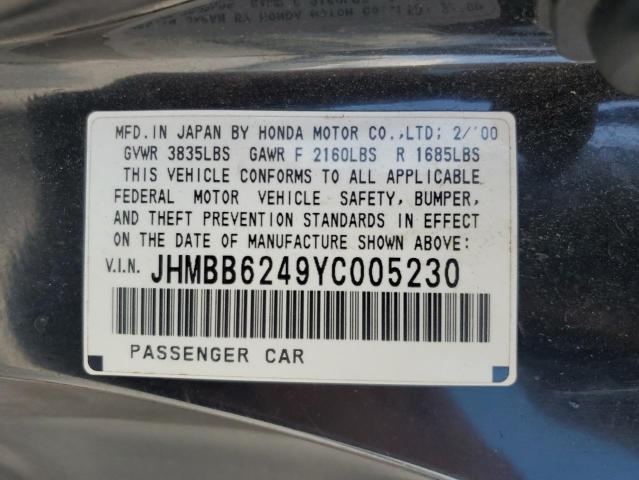 MFD. IN JAPAN BY HONDA MOTOR CO.,LTD; 2/'00
GVWR 3835LBS GAWR F 2160LBS R 1685LBS
THIS VEHICLE CONFORMS TO ALL APPLICABLE
FEDERAL MOTOR VEHICLE SAFETY, BUMPER,
AND THEFT PREVENTION STANDARDS IN EFFECT
ON THE DATE OF MANUFACTURE SHOWN ABOVE:
V.I.N. JHMBB6249YC005230
PASSENGER CAR